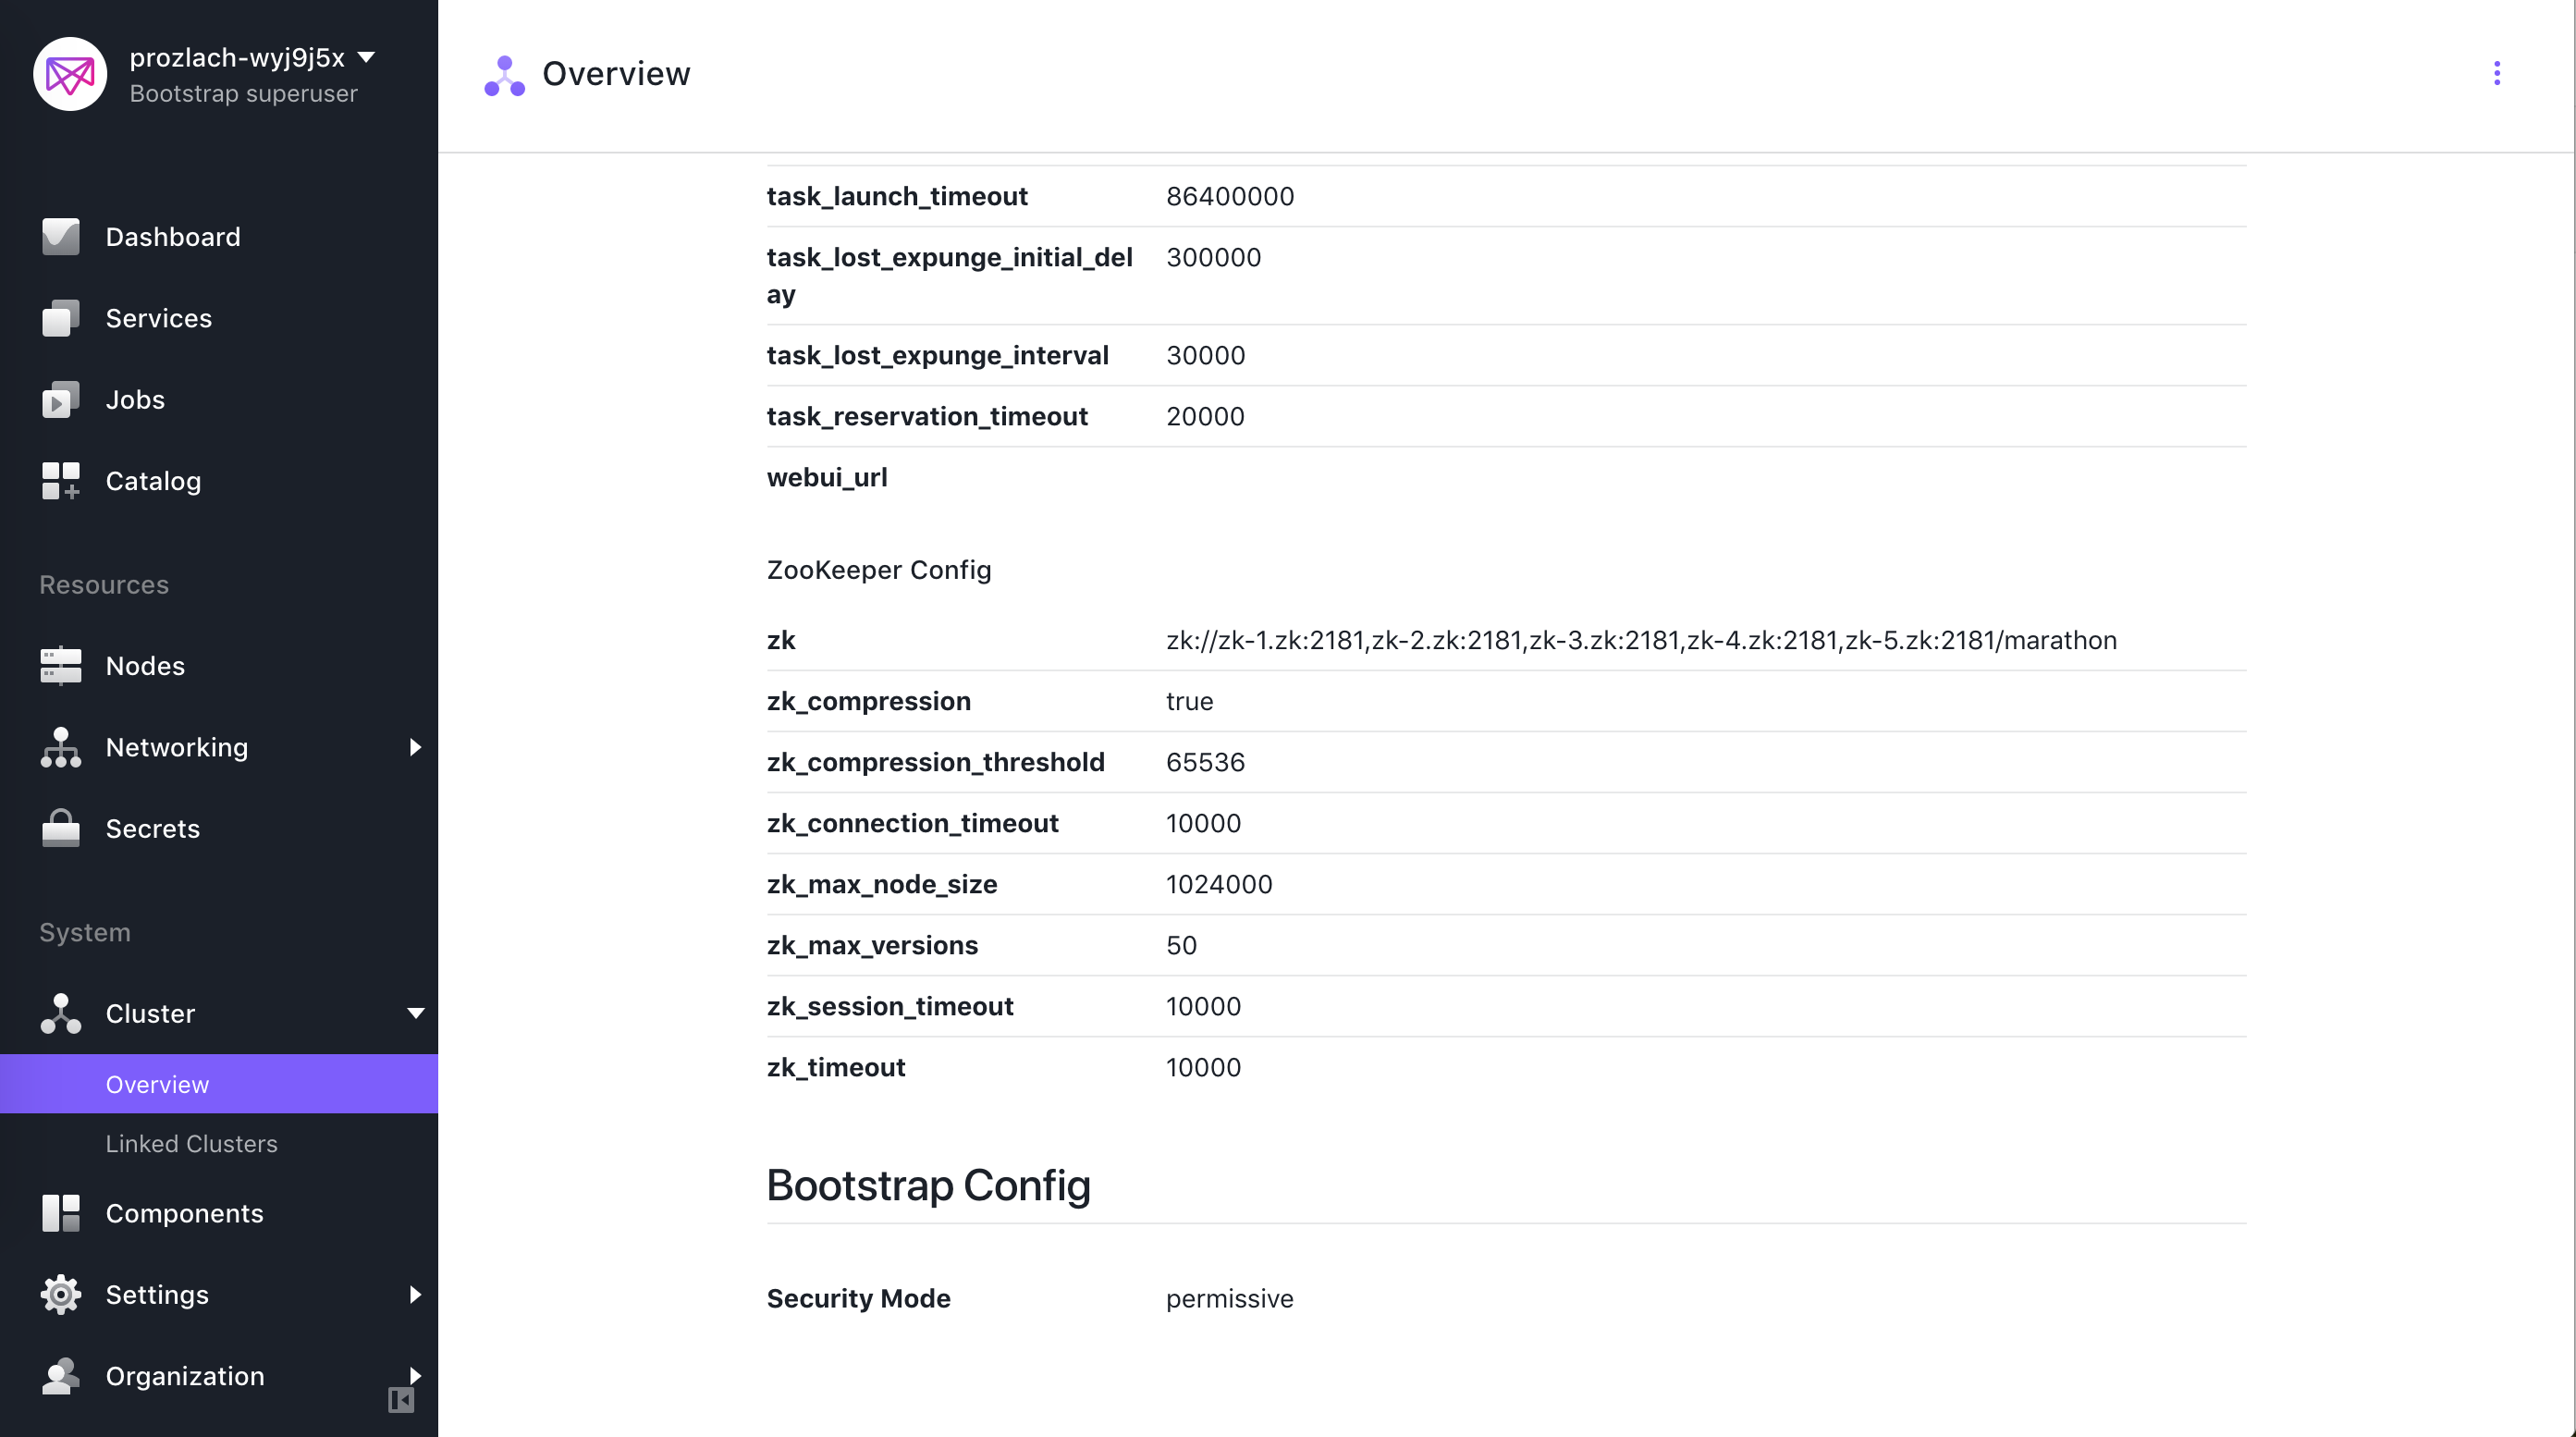 prozlach-wyj9j5x
Bootstrap superuser
Dashboard
Services
Jobs
Catalog
Resources
Nodes
Networking
Secrets
System
Cluster
Overview
Linked Clusters
Components
Settings
Organization
Overview
task_launch_timeout 86400000
task_lost_expunge_initial_del 300000
ay
task_lost_expunge_interval 30000
task_reservation_timeout 20000
webui_url
ZooKeeper Config
zk zk://zk-1.zk:2181,zk-2.zk:2181,zk-3.zk:2181,zk-4.zk:2181,zk-5.zk:2181/marathon
zk_compression true
zk_compression_threshold 65536
zk_connection_timeout 10000
zk_max_node_size 1024000
zk_max_versions 50
zk_session_timeout 10000
zk_timeout 10000
Bootstrap Config
Security Mode permissive